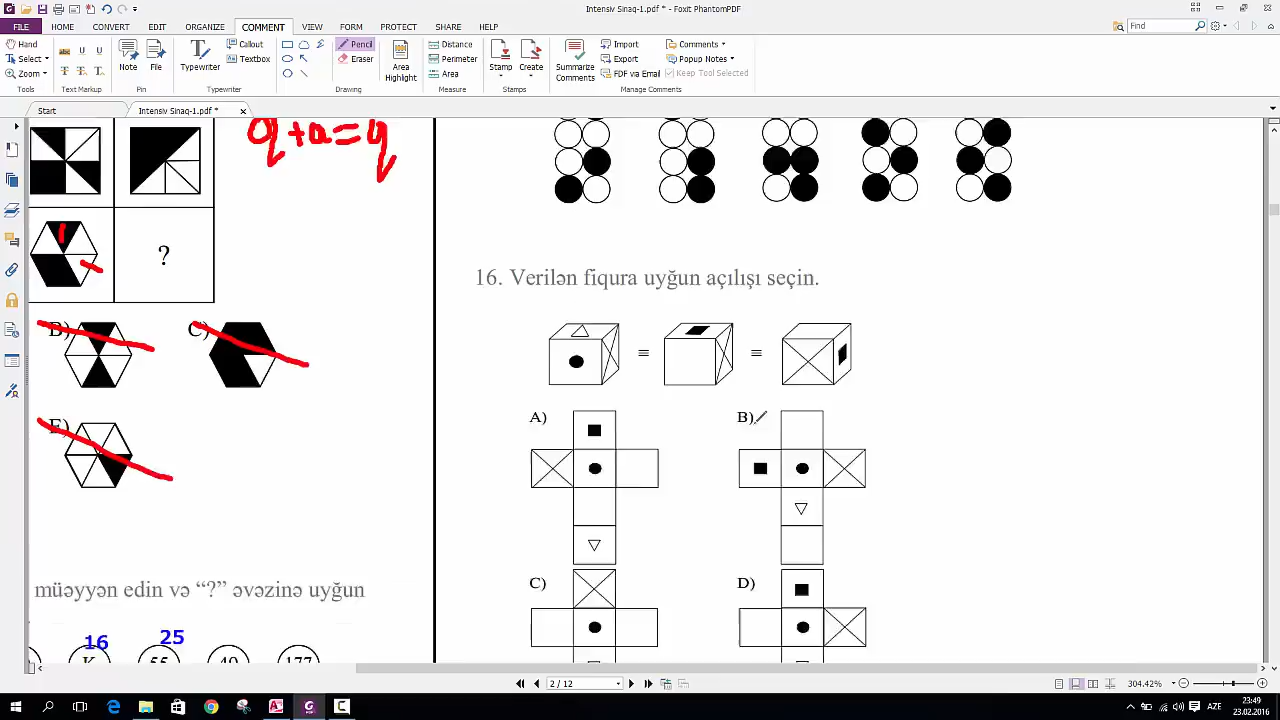 Intensiv Sinaq-1.pdf * - Foxit PhantomPDF
FILE HOME CONVERT EDIT ORGANIZE COMMENT VIEW FORM PROTECT SHARE HELP
Find
Hand
Select
Zoom
Tools
Text Markup
Note
File
Pin
Typewriter
Callout
Textbox
Typewriter
Pencil
Eraser
Drawing
Area Highlight
Distance
Perimeter
Area
Measure
Stamp
Create
Stamps
Summarize Comments
Import
Export
PDF via Email
Comments
Popup Notes
Keep Tool Selected
Manage Comments
Start
Intensiv Sinaq-1.pdf *
q+a=q
?
B)
C)
E)
müəyyən edin və “?” əvəzinə uyğun
16 25
K 55 49 177
16. Verilən fiqura uyğun açılışı seçin.
= =
A) B)
C) D)
2 / 12
304.42%
AZE
23:49
23.02.2016